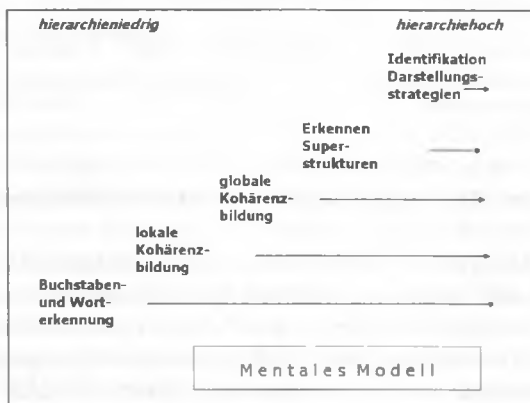 hierarchieniedrig
hierarchiehoch
Identifikation
Darstellungs-
strategien
Erkennen
Super-
strukturen
globale
Kohärenz-
bildung
lokale
Kohärenz-
bildung
Buchstaben-
und Wort-
erkennung
Mentales Modell